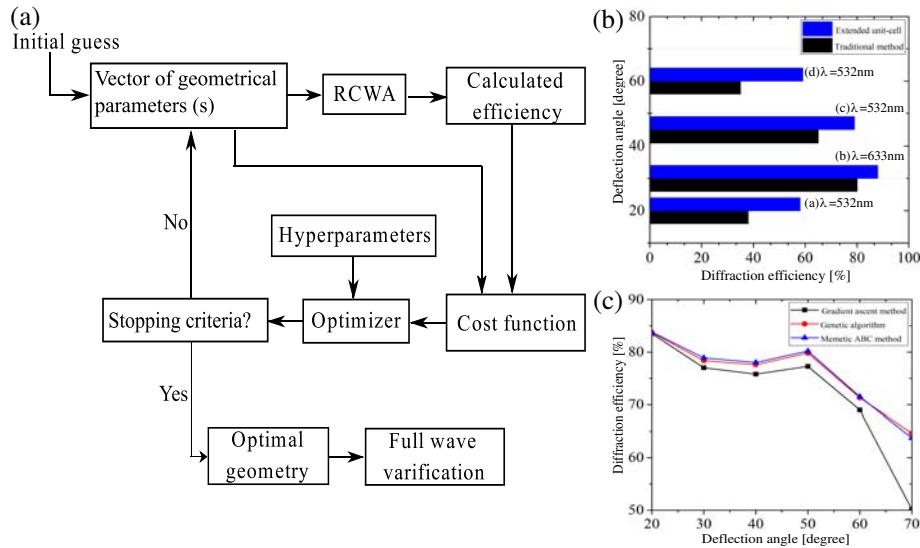 (a)
Initial guess
Vector of geometrical
parameters (s)
RCWA
Calculated
efficiency
No
Hyperparameters
Stopping criteria?
Optimizer
Cost function
Yes
Optimal
geometry
Full wave
varification
(b)
Deflection angle [degree]
80
60
40
20
Extended unit-cell
Traditional method
(d)λ=532nm
(c)λ=532nm
(b)λ=633nm
(a)λ=532nm
0 20 40 60 80 100
Diffraction efficiency [%]
(c)
Diffraction efficiency
[%]
90
80
70
60
50
Gradient ascent method
Genetic algorithm
Memetic ABC method
20 30 40 50 60 70
Deflection angle [degree]